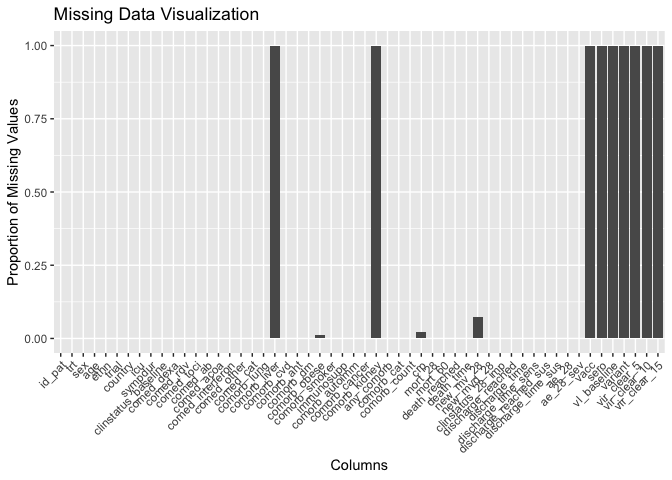 Missing Data Visualization
Proportion of Missing Values
1.00
0.75
0.50
0.25
0.00
id_pat
trt
sex
age
ethn
trial
country
icu
sympdur
clinstatus_baseline
comed_dexa
comed_rdv
comed_toci
comed_ab
comed_acoa
comed_interferon
comed_other
comed_cat
comorb_lung
comorb_liver
comorb_cvd
comorb_aht
comorb_dm
comorb_obese
comorb_smoker
immunosupp
comorb_autoimm
comorb_cancer
comorb_kidney
any_comorb
comorb_cat
comorb_count
crp
mort_28
mort_60
death_reached
death_time
new_mv_28
new_mvd_28
clinstatus_28_imp
discharge_reached
discharge_time
discharge_time_sens
discharge_reached_sus
discharge_time_sus
ae_28
ae_28_sev
vacc
sero
vl_baseline
variant
vir_clear_5
vir_clear_10
vir_clear_15
Columns